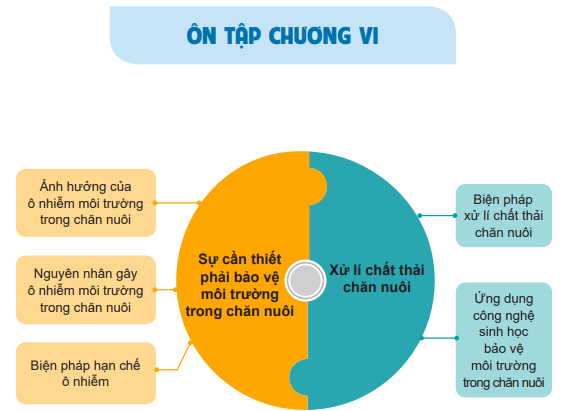 ÔN TẬP CHƯƠNG VI
Ảnh hưởng của
ô nhiễm môi trường
trong chăn nuôi
Nguyên nhân gây
ô nhiễm môi trường
trong chăn nuôi
Biện pháp hạn chế
ô nhiễm
Sự cần thiết
phải bảo vệ
môi trường
trong chăn nuôi
Xử lí chất thải
chăn nuôi
Biện pháp
xử lí chất thải
chăn nuôi
Ứng dụng
công nghệ
sinh học
bảo vệ
môi trường
trong chăn nuôi